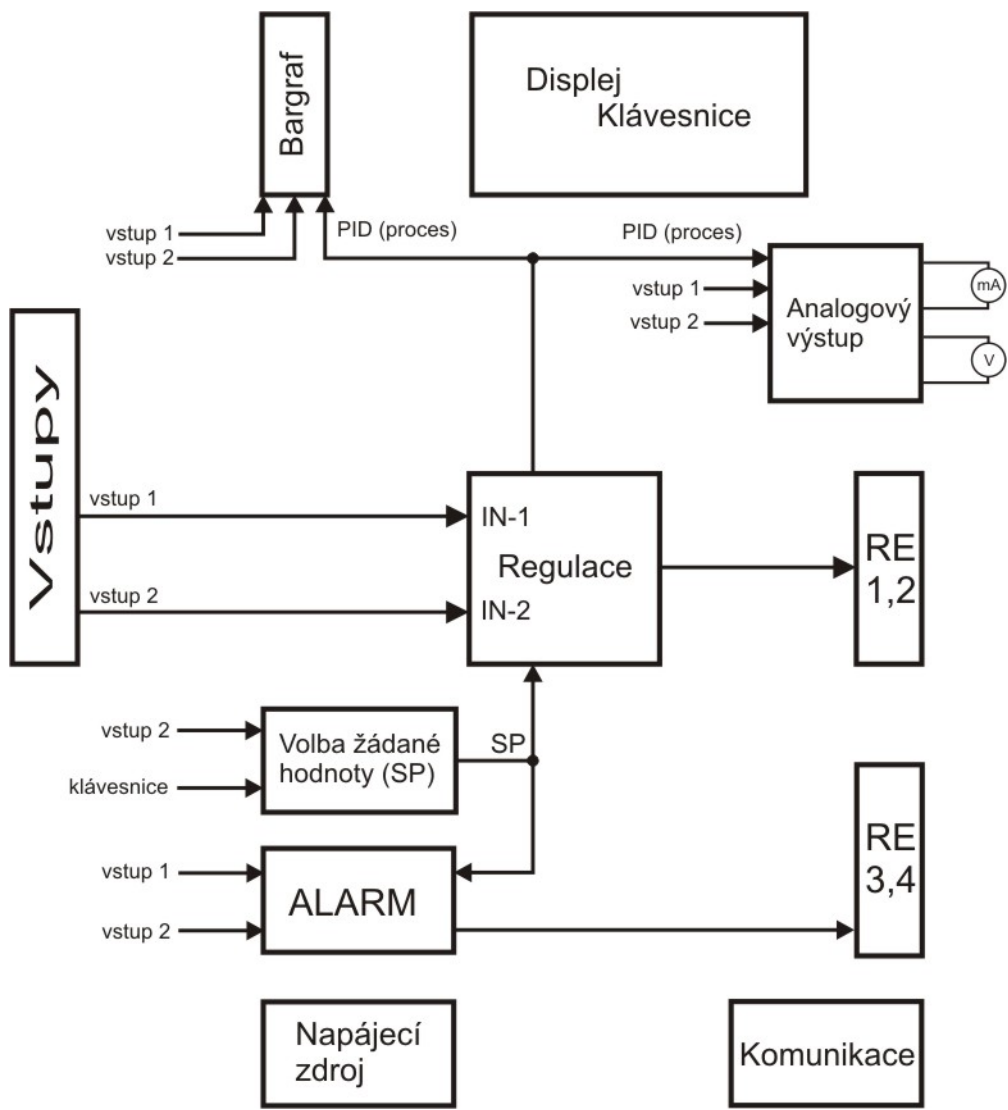 Bargraf
Displej
Klávesnice
vstup 1
vstup 2
PID (proces)
PID (proces)
vstup 1
vstup 2
Analogový
výstup
mA
V
Vstupy
vstup 1
vstup 2
IN-1
Regulace
IN-2
RE
1,2
vstup 2
klávesnice
Volba žádané
hodnoty (SP)
SP
RE
3,4
vstup 1
vstup 2
ALARM
Napájecí
zdroj
Komunikace